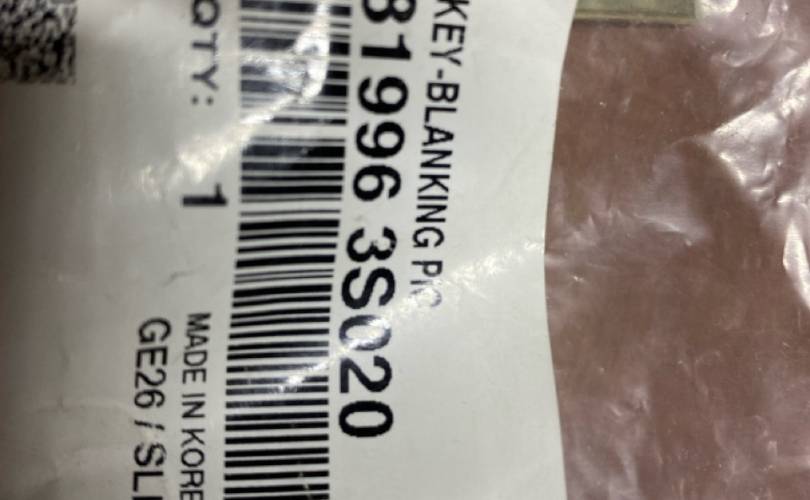 KEY-BLANKING PIC
81996 3S020
QTY: 1
MADE IN KORE
GE26 / SL